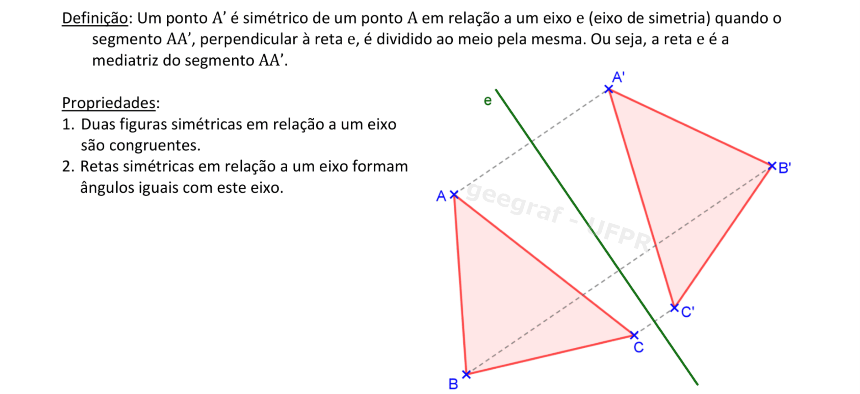 Definição: Um ponto A' é simétrico de um ponto A em relação a um eixo e (eixo de simetria) quando o
segmento AA', perpendicular à reta e, é dividido ao meio pela mesma. Ou seja, a reta e é a
mediatriz do segmento AA'.
Propriedades:
1. Duas figuras simétricas em relação a um eixo
são congruentes.
2. Retas simétricas em relação a um eixo formam
ângulos iguais com este eixo.
A'
e
B'
A
geegraf - UFPR
C'
C
B